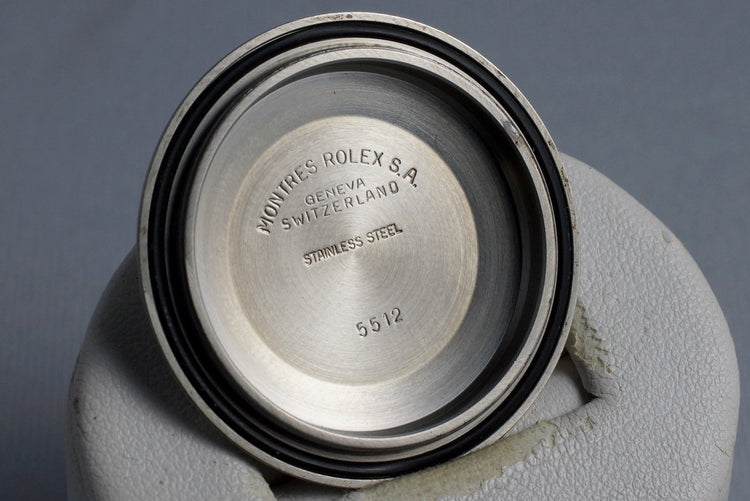 MONTRES ROLEX S.A.
GENEVA
SWITZERLAND
STAINLESS STEEL
5512